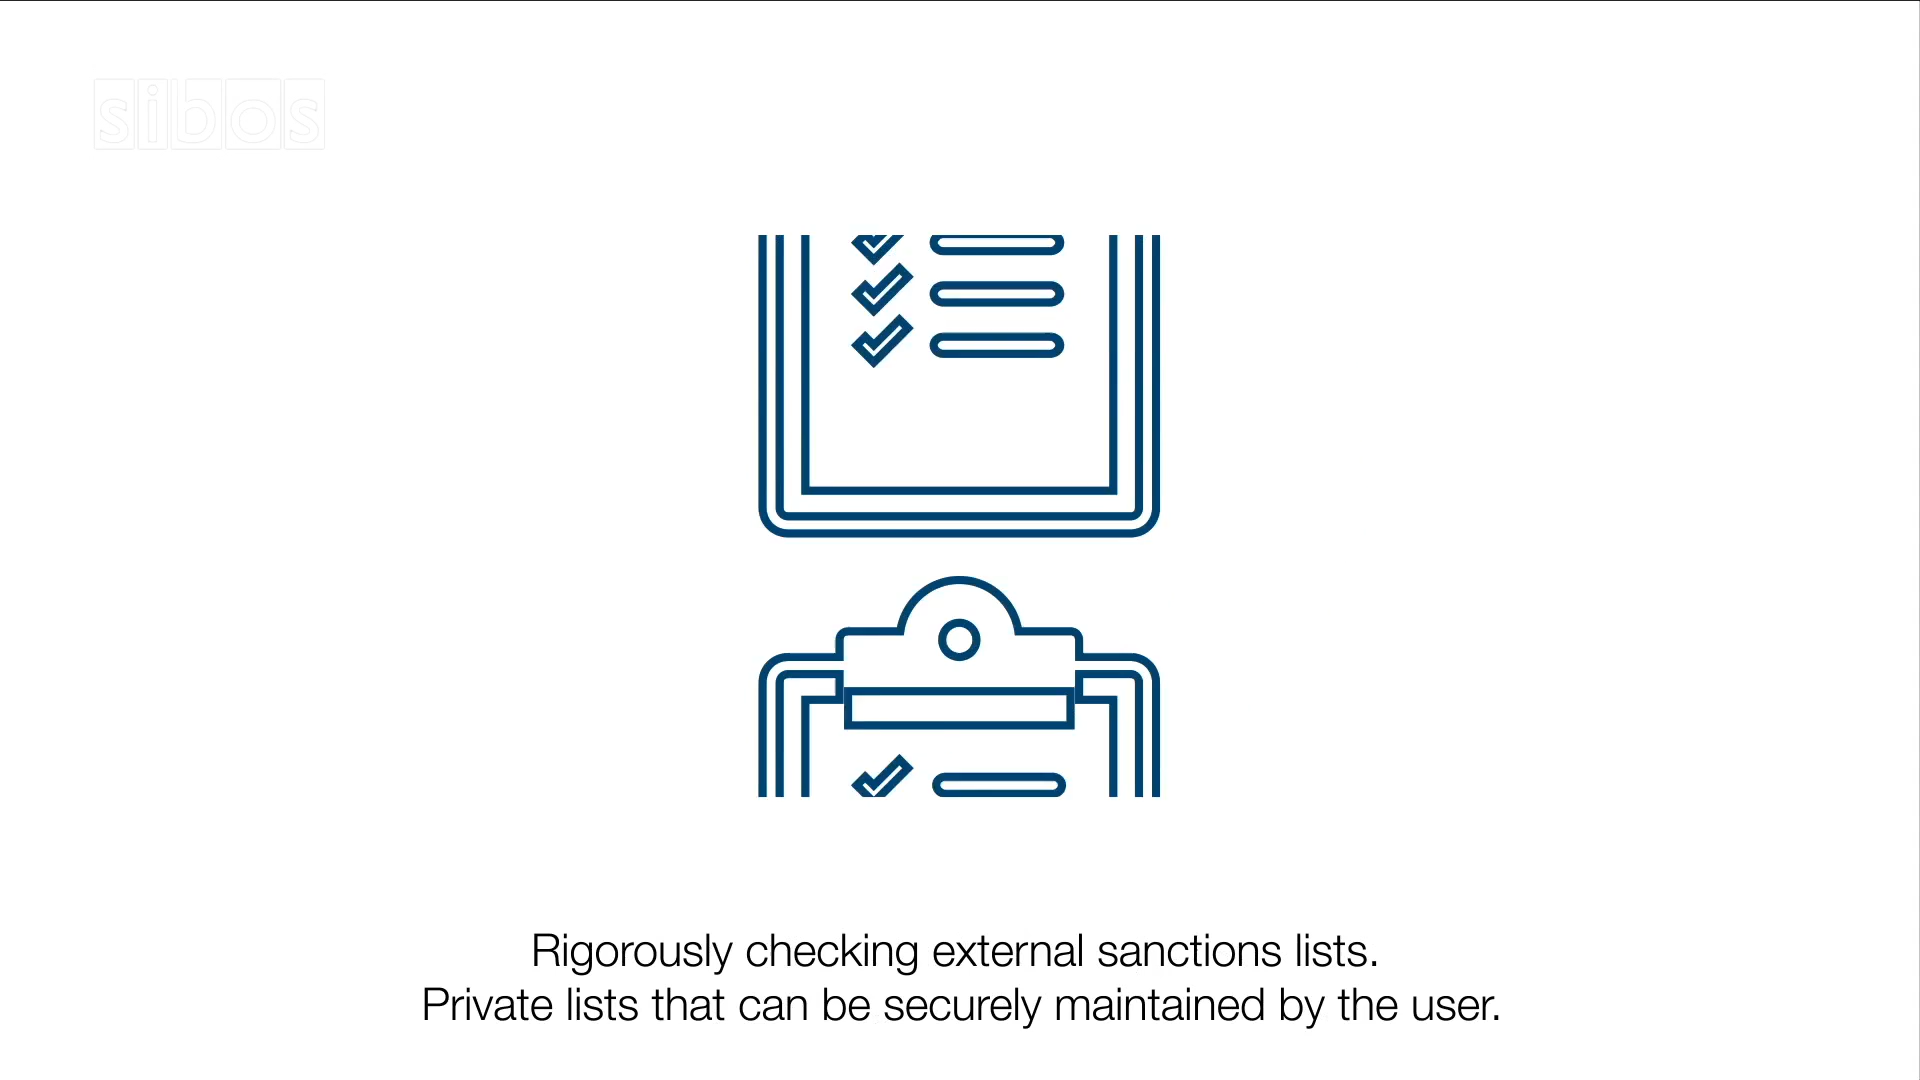 sibos
Rigorously checking external sanctions lists.
Private lists that can be securely maintained by the user.